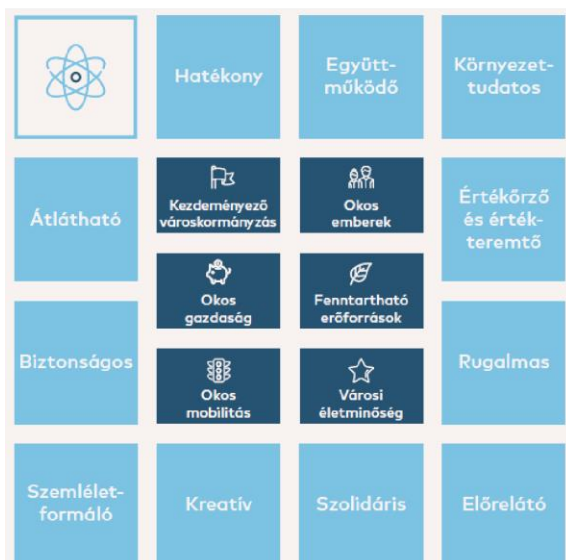 Hatékony
Együtt-
működő
Környezet-
tudatos
Átlátható
Kezdeményező
városkormányzás
Okos
emberek
Értékőrző
és érték-
teremtő
Okos
gazdaság
Fenntartható
erőforrások
Biztonságos
Okos
mobilitás
Városi
életminőség
Rugalmas
Szemlélet-
formáló
Kreatív
Szolidáris
Előrelátó